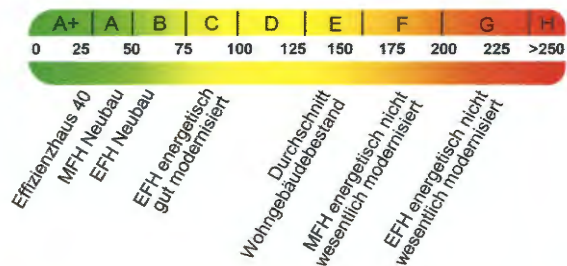 A+ A B C D E F G H
0 25 50 75 100 125 150 175 200 225 >250
Effizienzhaus 40
MFH Neubau
EFH Neubau
EFH energetisch
gut modernisiert
Durchschnitt
Wohngebäudebestand
MFH energetisch nicht
wesentlich modernisiert
EFH energetisch nicht
wesentlich modernisiert